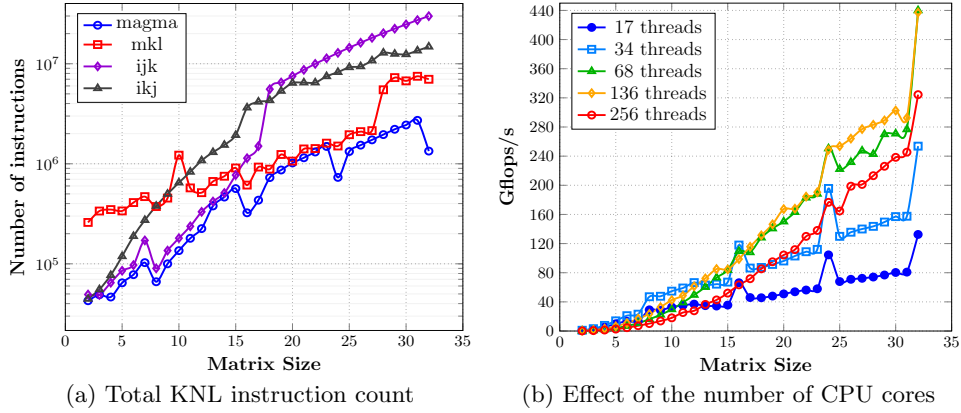 magma
mkl
ijk
ikj
Number of instructions
10^7
10^6
10^5
0 5 10 15 20 25 30 35
Matrix Size
(a) Total KNL instruction count
17 threads
34 threads
68 threads
136 threads
256 threads
Gflops/s
440
400
360
320
280
240
200
160
120
80
40
0
0 5 10 15 20 25 30 35
Matrix Size
(b) Effect of the number of CPU cores